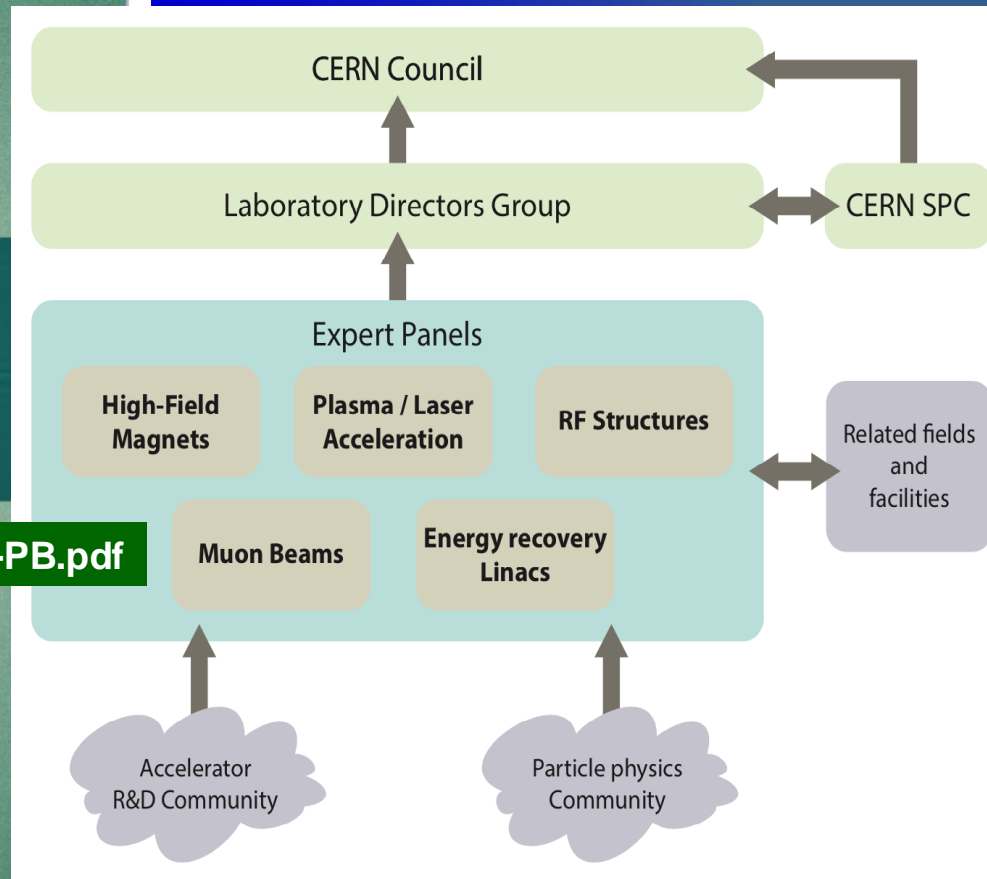 CERN Council
Laboratory Directors Group
CERN SPC
Expert Panels
High-Field
Magnets
Plasma / Laser
Acceleration
RF Structures
Related fields
and
facilities
-PB.pdf
Muon Beams
Energy recovery
Linacs
Accelerator
R&D Community
Particle physics
Community